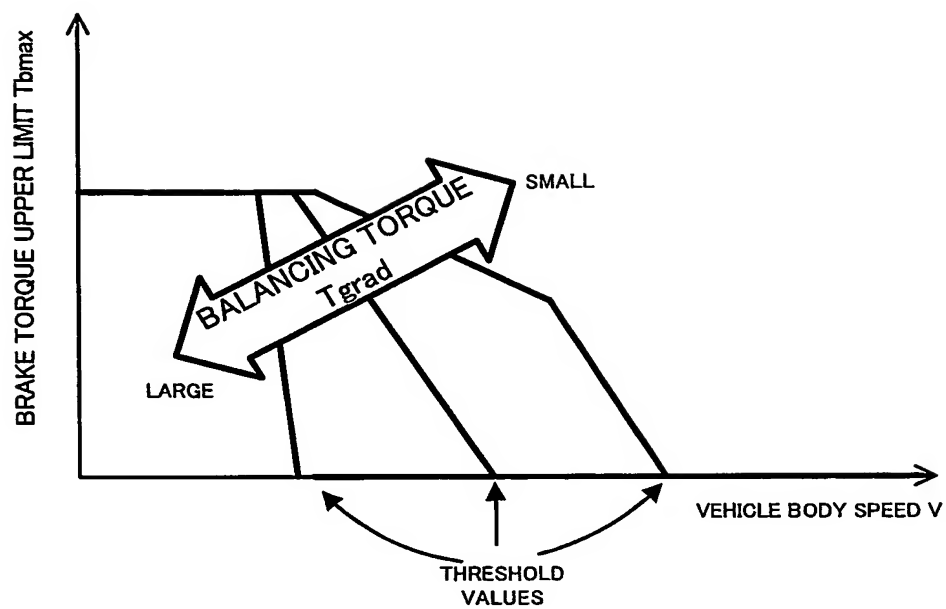 BRAKE TORQUE UPPER LIMIT Tbmax
SMALL
BALANCING TORQUE
Tgrad
LARGE
VEHICLE BODY SPEED V
THRESHOLD
VALUES